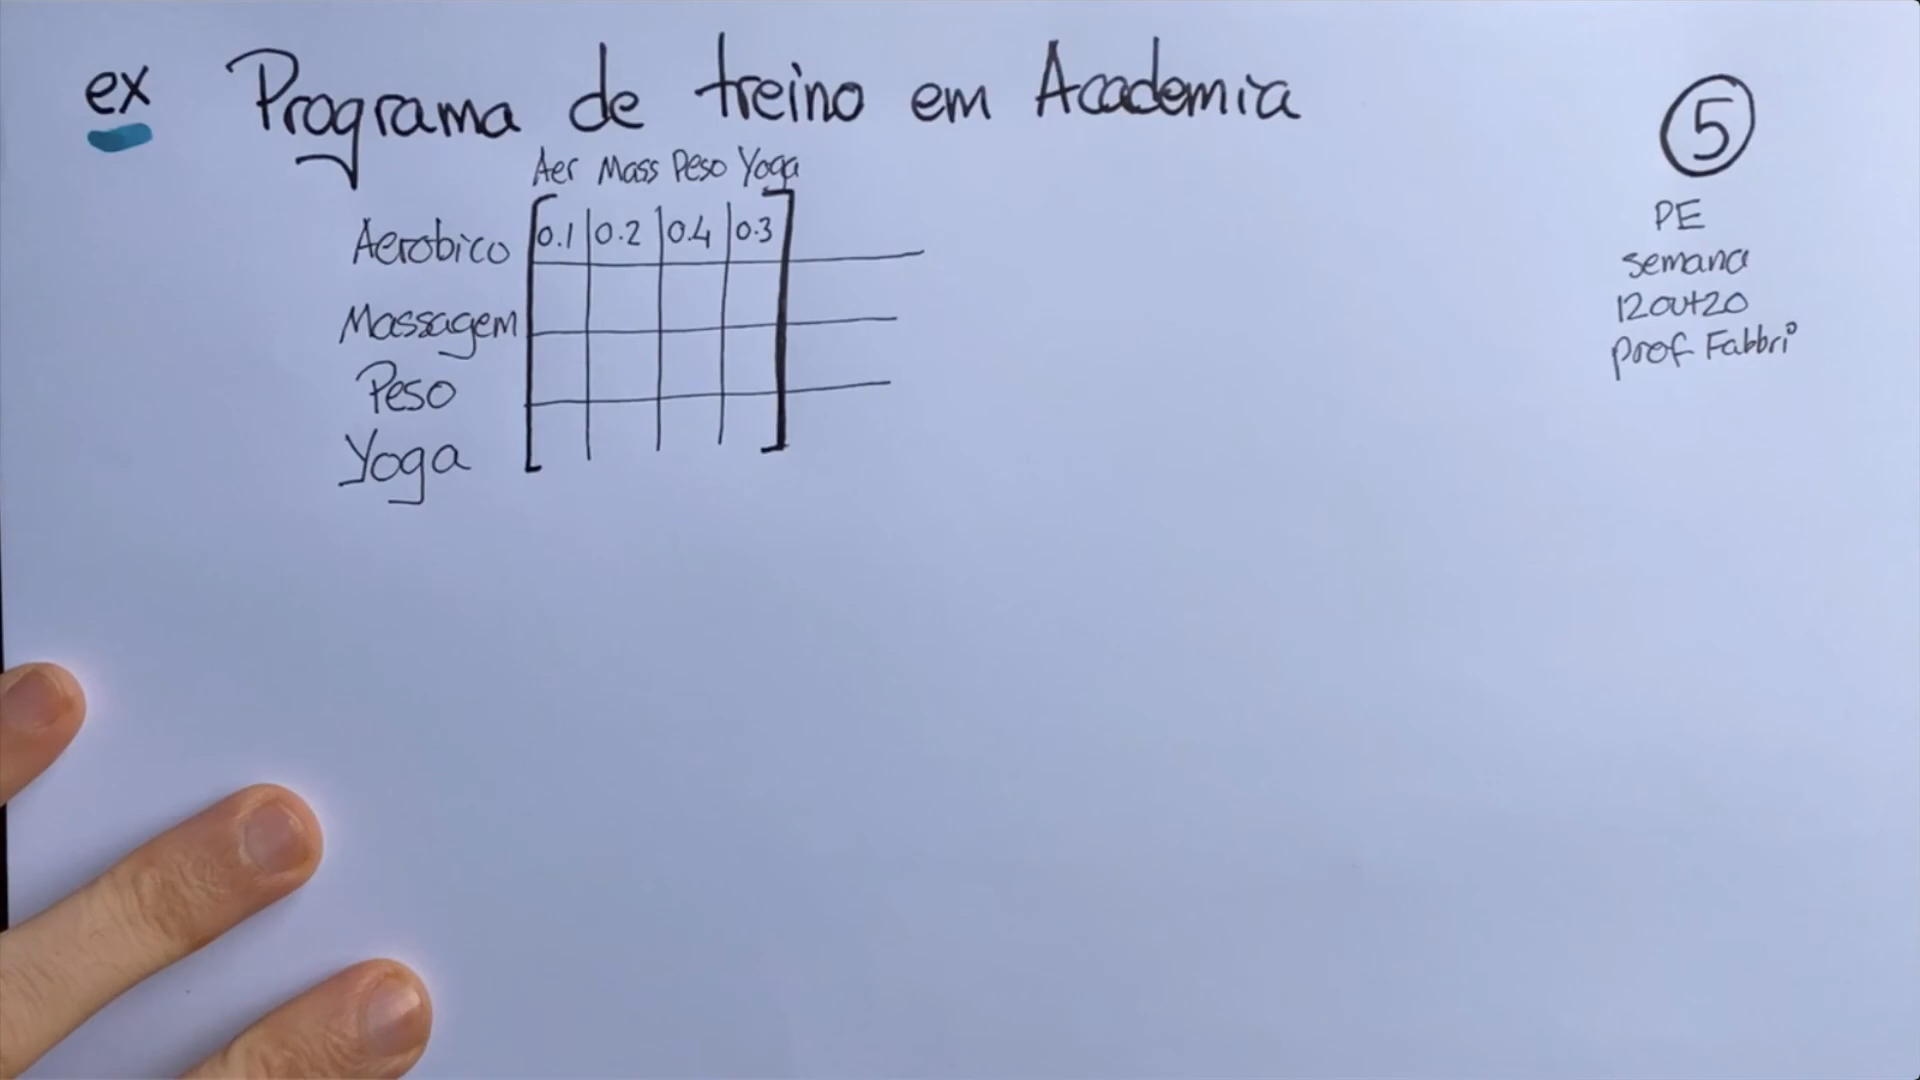 ex Programa de treino em Academia
Aer Mass Peso Yoga
Aerobico 0.1 0.2 0.4 0.3
Massagem
Peso
Yoga
5
PE
semana
12out20
prof Fabbri